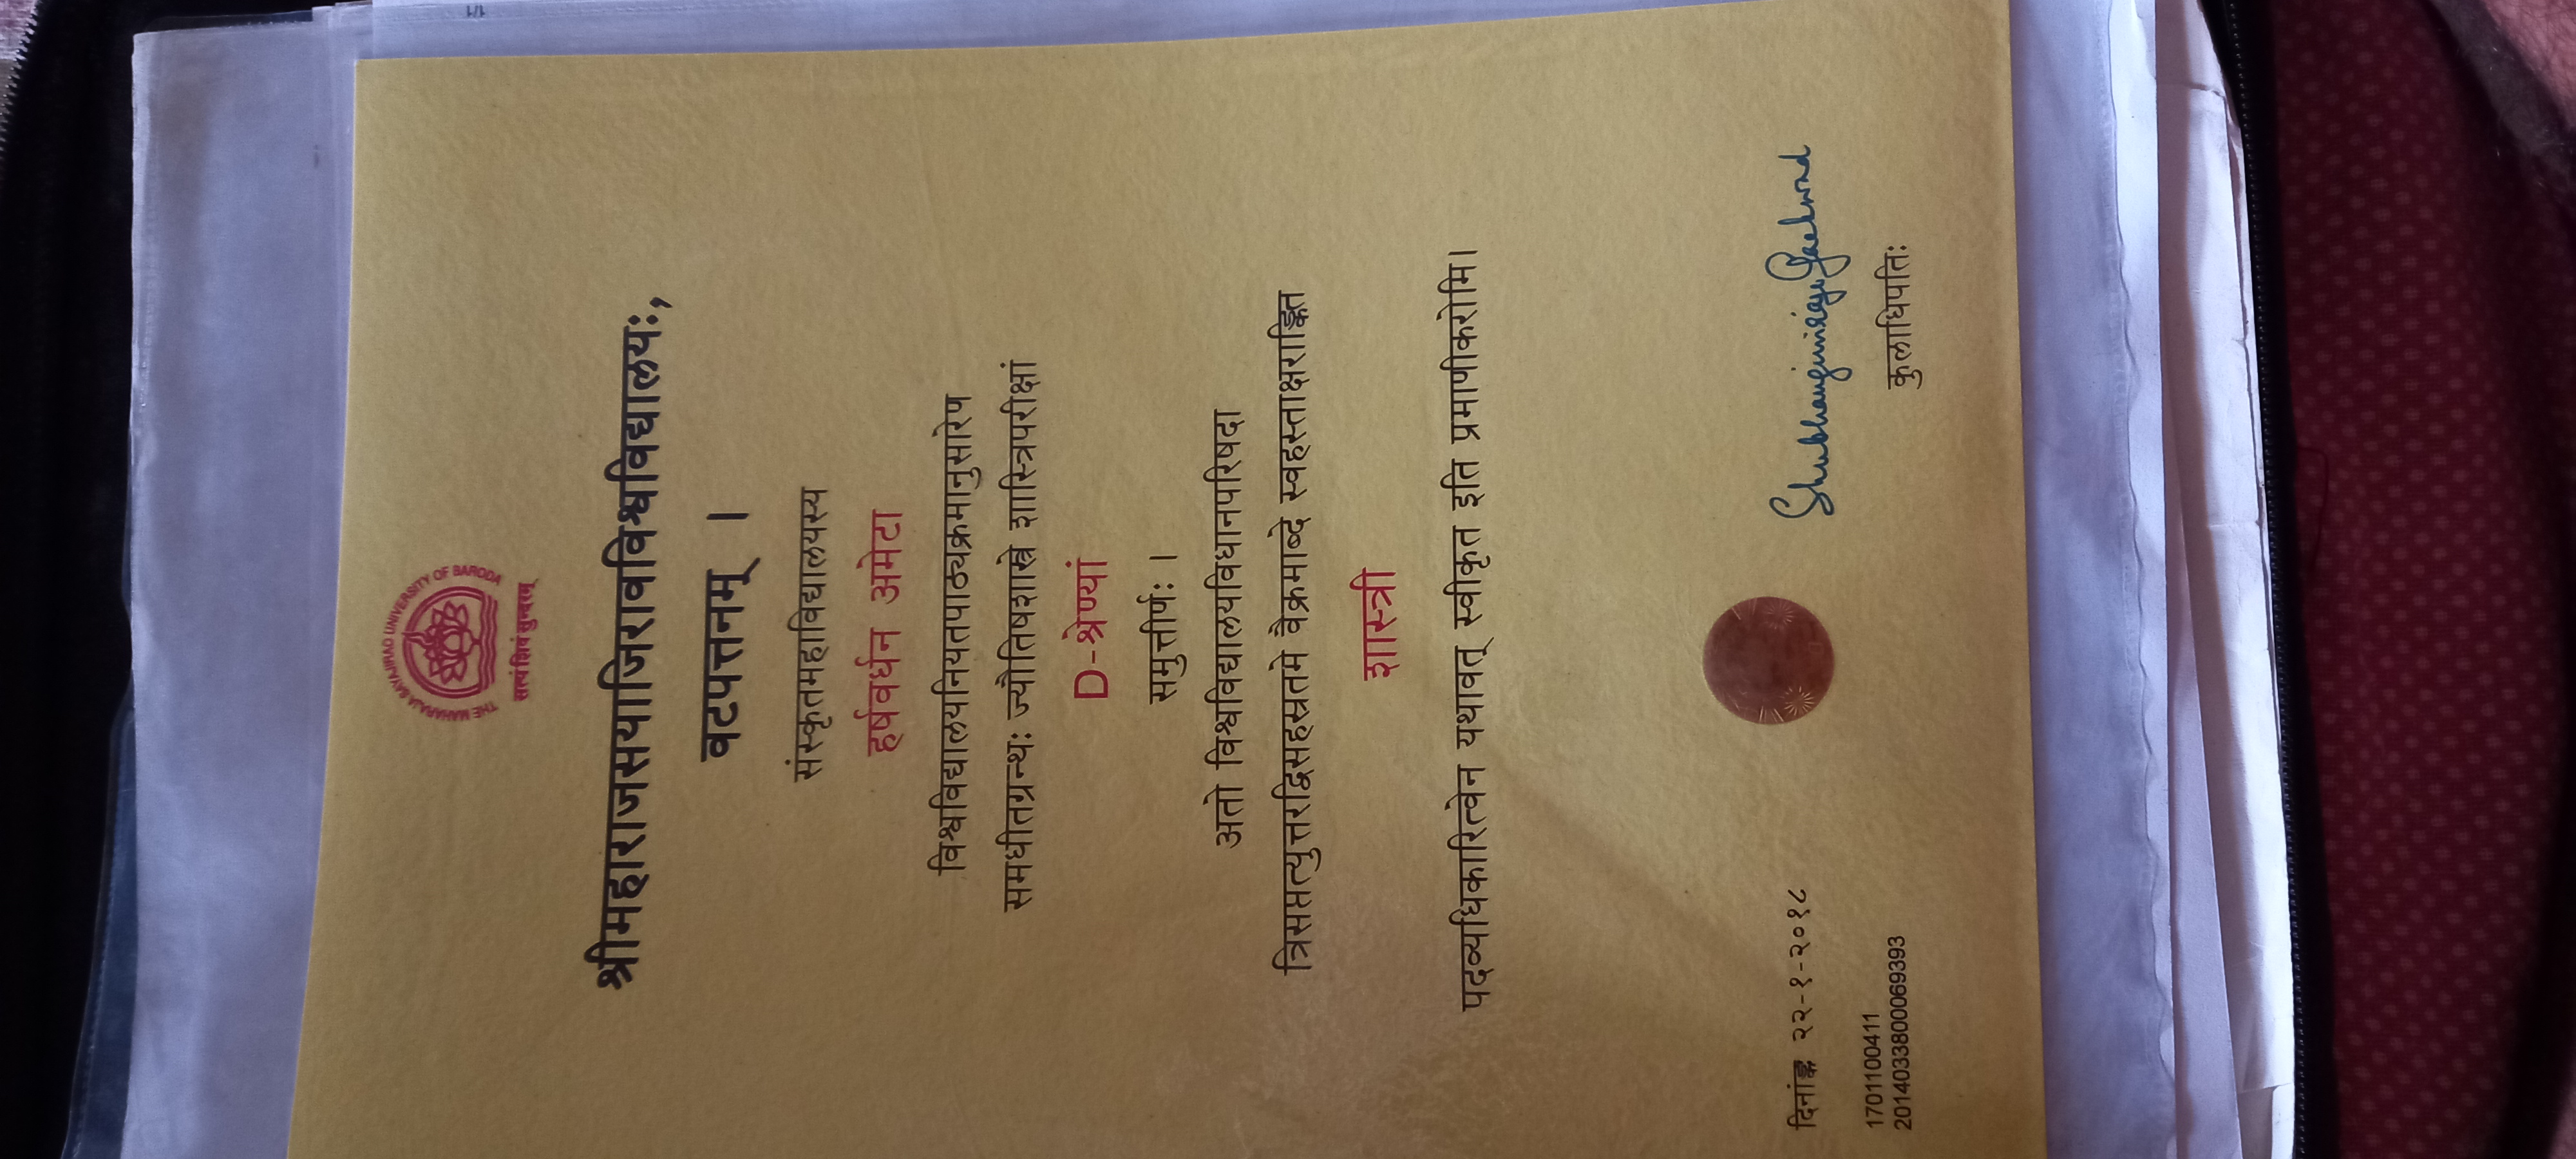 THE MAHARAJA SAYAJIRAO UNIVERSITY OF BARODA
सत्यं शिवं सुन्दरम्
श्रीमहाराजसयाजिरावविश्वविद्यालयः,
वटपत्तनम् ।
संस्कृतमहाविद्यालयस्य
हर्षवर्धन अमेटा
विश्वविद्यालयनियतपाठ्यक्रमानुसारेण
समधीतग्रन्थः ज्यौतिषशास्त्रे शास्त्रिपरीक्षां
D-श्रेण्यां
समुत्तीर्णः ।
अतो विश्वविद्यालयविधानपरिषदा
त्रिसप्तत्युत्तरद्विसहस्रतमे वैक्रमाब्दे स्वहस्ताक्षराङ्कित
शास्त्री
पदव्यधिकारित्वेन यथावत् स्वीकृत इति प्रमाणीकरोमि।
Shubhangini Raje Gaekwad
दिनांङ्क २२-१-२०१८
कुलाधिपतिः
1701100411
2014033800069393
1/1